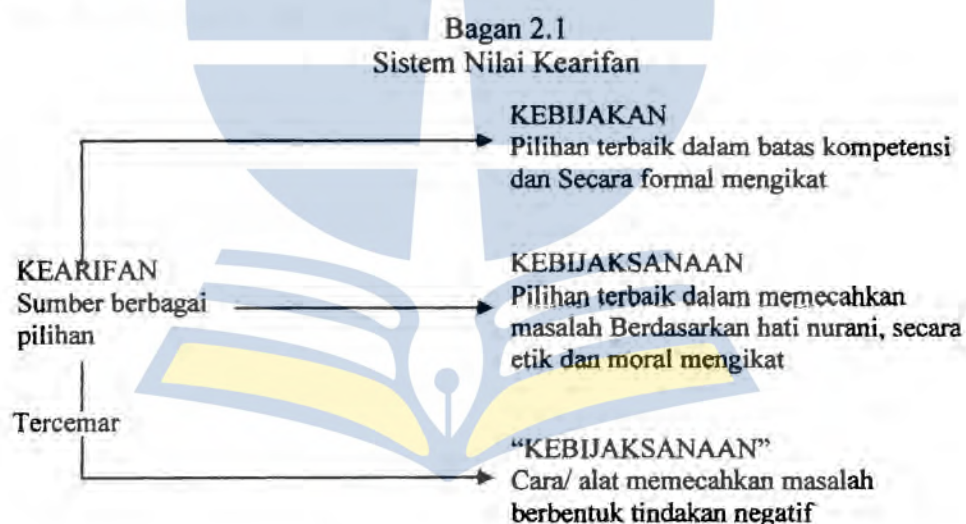 Bagan 2.1
Sistem Nilai Kearifan
KEBIJAKAN
Pilihan terbaik dalam batas kompetensi
dan Secara formal mengikat
KEARIFAN
Sumber berbagai
pilihan
KEBIJAKSANAAN
Pilihan terbaik dalam memecahkan
masalah Berdasarkan hati nurani, secara
etik dan moral mengikat
Tercemar
“KEBIJAKSANAAN”
Cara/ alat memecahkan masalah
berbentuk tindakan negatif